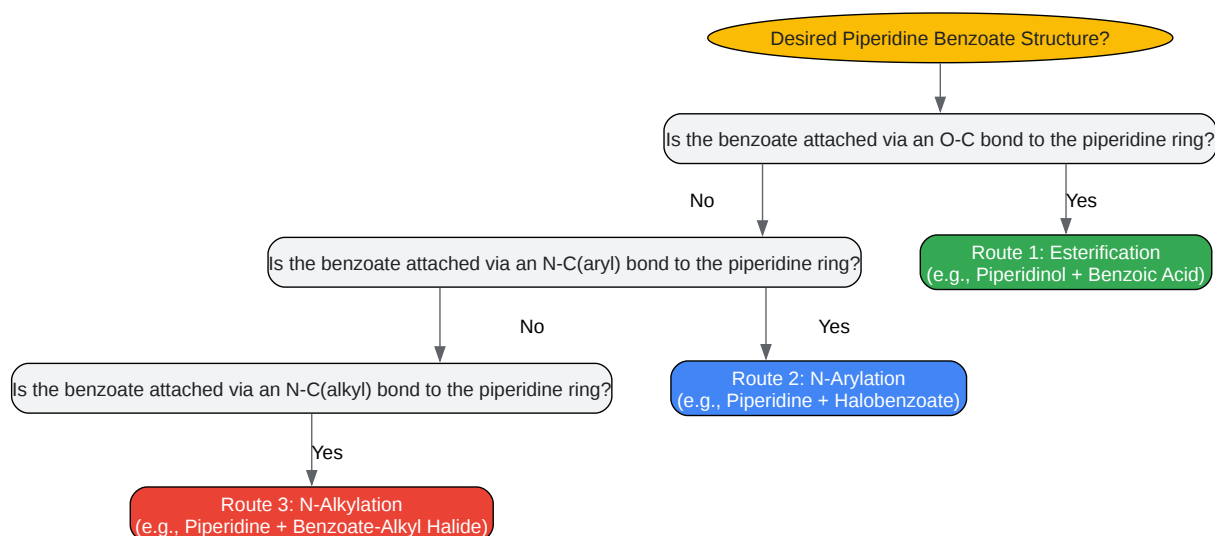 Desired Piperidine Benzoate Structure?
Is the benzoate attached via an O-C bond to the piperidine ring?
No
Yes
Is the benzoate attached via an N-C(aryl) bond to the piperidine ring?
Route 1: Esterification
(e.g., Piperidinol + Benzoic Acid)
No
Yes
Is the benzoate attached via an N-C(alkyl) bond to the piperidine ring?
Route 2: N-Arylation
(e.g., Piperidine + Halobenzoate)
Yes
Route 3: N-Alkylation
(e.g., Piperidine + Benzoate-Alkyl Halide)